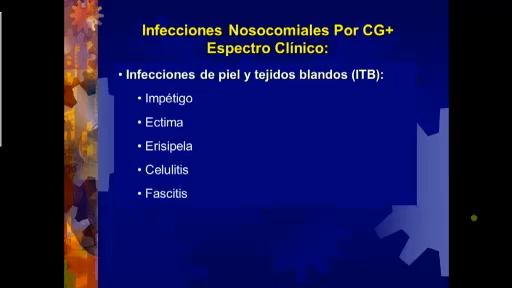 Infecciones Nosocomiales Por CG+
Espectro Clínico:
• Infecciones de piel y tejidos blandos (ITB):
• Impétigo
• Ectima
• Erisipela
• Celulitis
• Fascitis